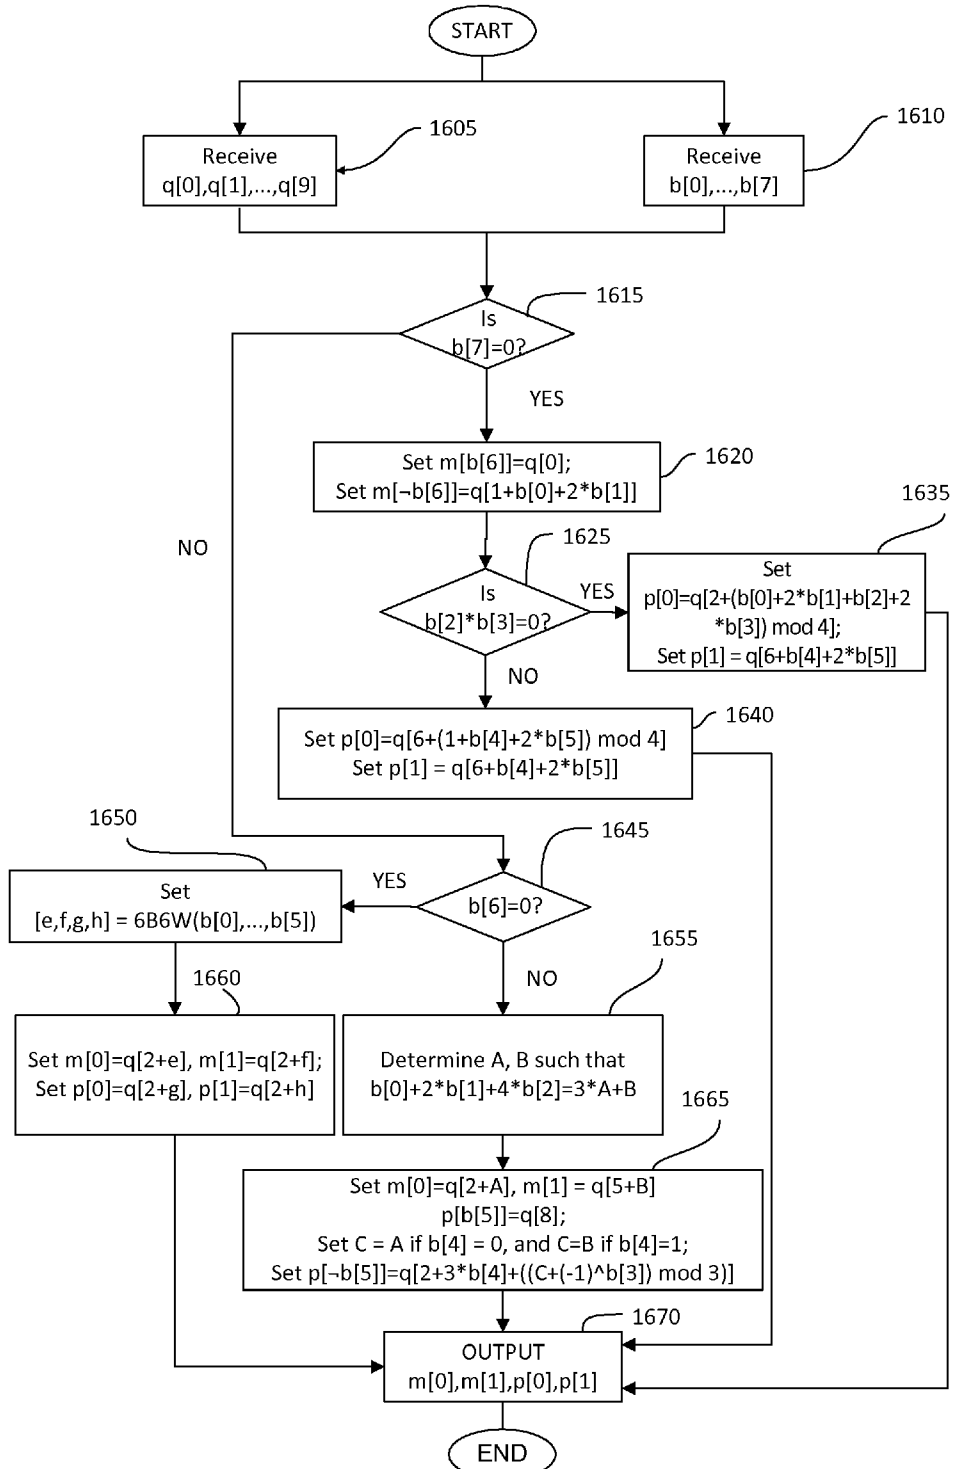 START
1605
1610
Receive
q[0],q[1],...,q[9]
Receive
b[0],...,b[7]
1615
Is
b[7]=0?
YES
1620
Set m[b[6]]=q[0];
Set m[¬b[6]]=q[1+b[0]+2*b[1]]
1635
NO
1625
Is
b[2]*b[3]=0?
YES
Set
p[0]=q[2+(b[0]+2*b[1]+b[2]+2
*b[3]) mod 4];
Set p[1] = q[6+b[4]+2*b[5]]
NO
1640
Set p[0]=q[6+(1+b[4]+2*b[5]) mod 4]
Set p[1] = q[6+b[4]+2*b[5]]
1650
1645
Set
[e,f,g,h] = 6B6W(b[0],...,b[5])
YES
b[6]=0?
1655
NO
1660
Set m[0]=q[2+e], m[1]=q[2+f];
Set p[0]=q[2+g], p[1]=q[2+h]
Determine A, B such that
b[0]+2*b[1]+4*b[2]=3*A+B
1665
Set m[0]=q[2+A], m[1] = q[5+B]
p[b[5]]=q[8];
Set C = A if b[4] = 0, and C=B if b[4]=1;
Set p[¬b[5]]=q[2+3*b[4]+((C+(-1)^b[3]) mod 3)]
1670
OUTPUT
m[0],m[1],p[0],p[1]
END